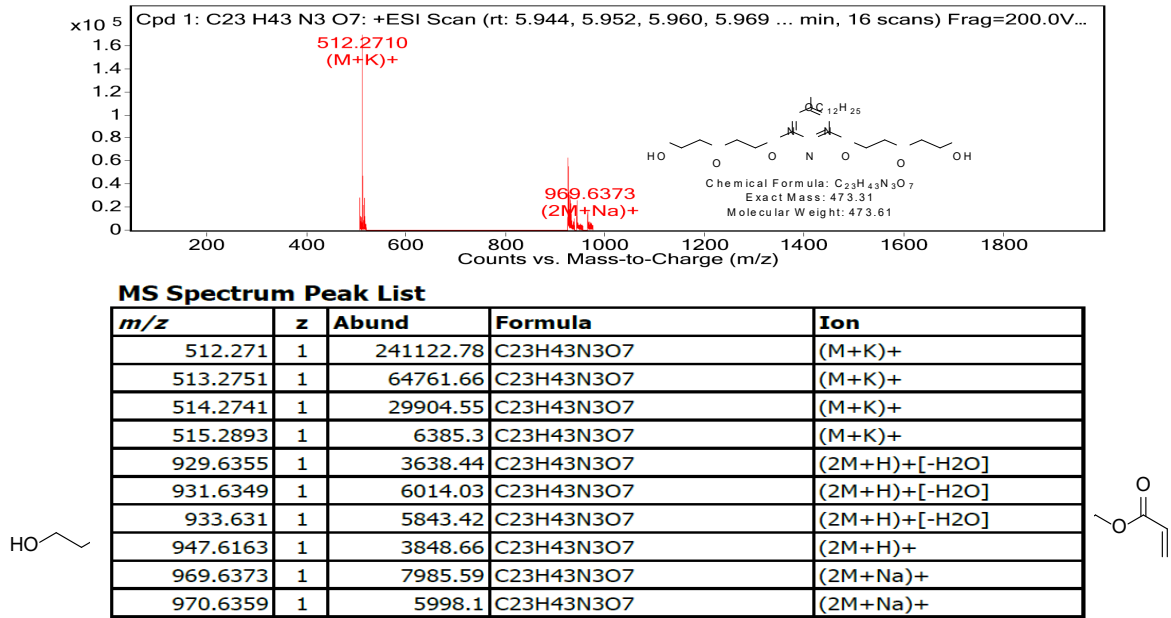 Cpd 1: C23 H43 N3 O7: +ESI Scan (rt: 5.944, 5.952, 5.960, 5.969 ... min, 16 scans) Frag=200.0V...
x10 5
1.6
1.4
1.2
1
0.8
0.6
0.4
0.2
0
512.2710
(M+K)+
969.6373
(2M+Na)+
OC12H25
N N
HO O O N O O OH
Chemical Formula: C23H43N3O7
Exact Mass: 473.31
Molecular Weight: 473.61
200 400 600 800 1000 1200 1400 1600 1800
Counts vs. Mass-to-Charge (m/z)
MS Spectrum Peak List
m/z z Abund Formula Ion
512.271 1 241122.78 C23H43N3O7 (M+K)+
513.2751 1 64761.66 C23H43N3O7 (M+K)+
514.2741 1 29904.55 C23H43N3O7 (M+K)+
515.2893 1 6385.3 C23H43N3O7 (M+K)+
929.6355 1 3638.44 C23H43N3O7 (2M+H)+[-H2O]
931.6349 1 6014.03 C23H43N3O7 (2M+H)+[-H2O]
933.631 1 5843.42 C23H43N3O7 (2M+H)+[-H2O]
947.6163 1 3848.66 C23H43N3O7 (2M+H)+
969.6373 1 7985.59 C23H43N3O7 (2M+Na)+
970.6359 1 5998.1 C23H43N3O7 (2M+Na)+
HO
O
O